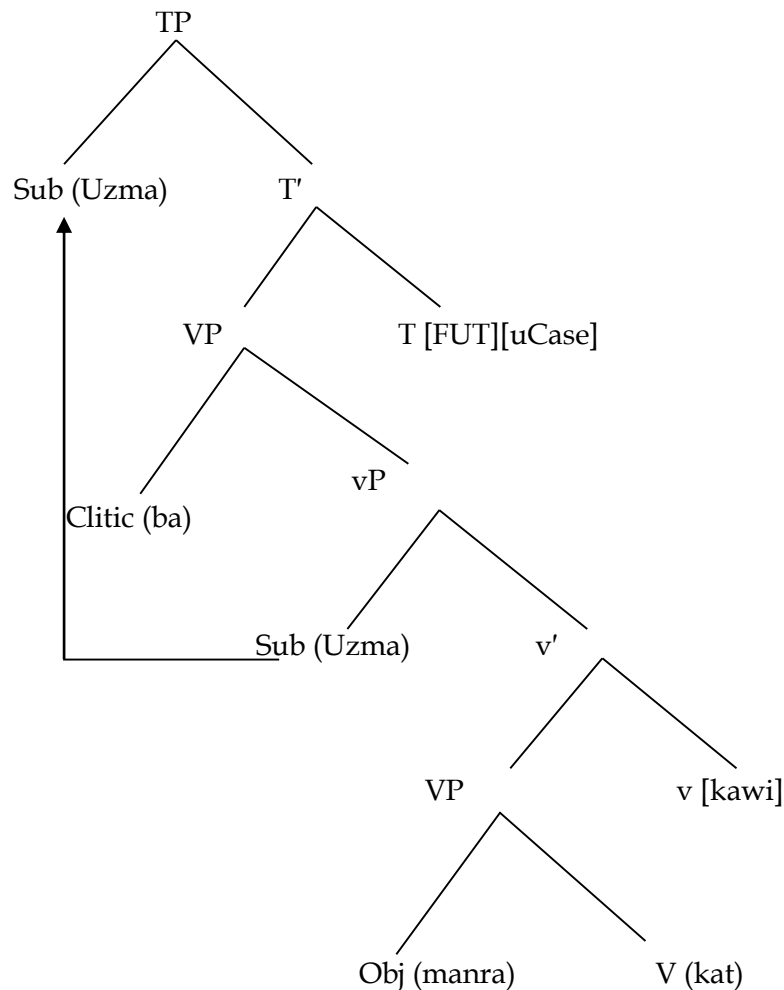 TP
Sub (Uzma) T′
VP T [FUT][uCase]
vP
Clitic (ba)
Sub (Uzma) v′
VP v [kawi]
Obj (manra) V (kat)